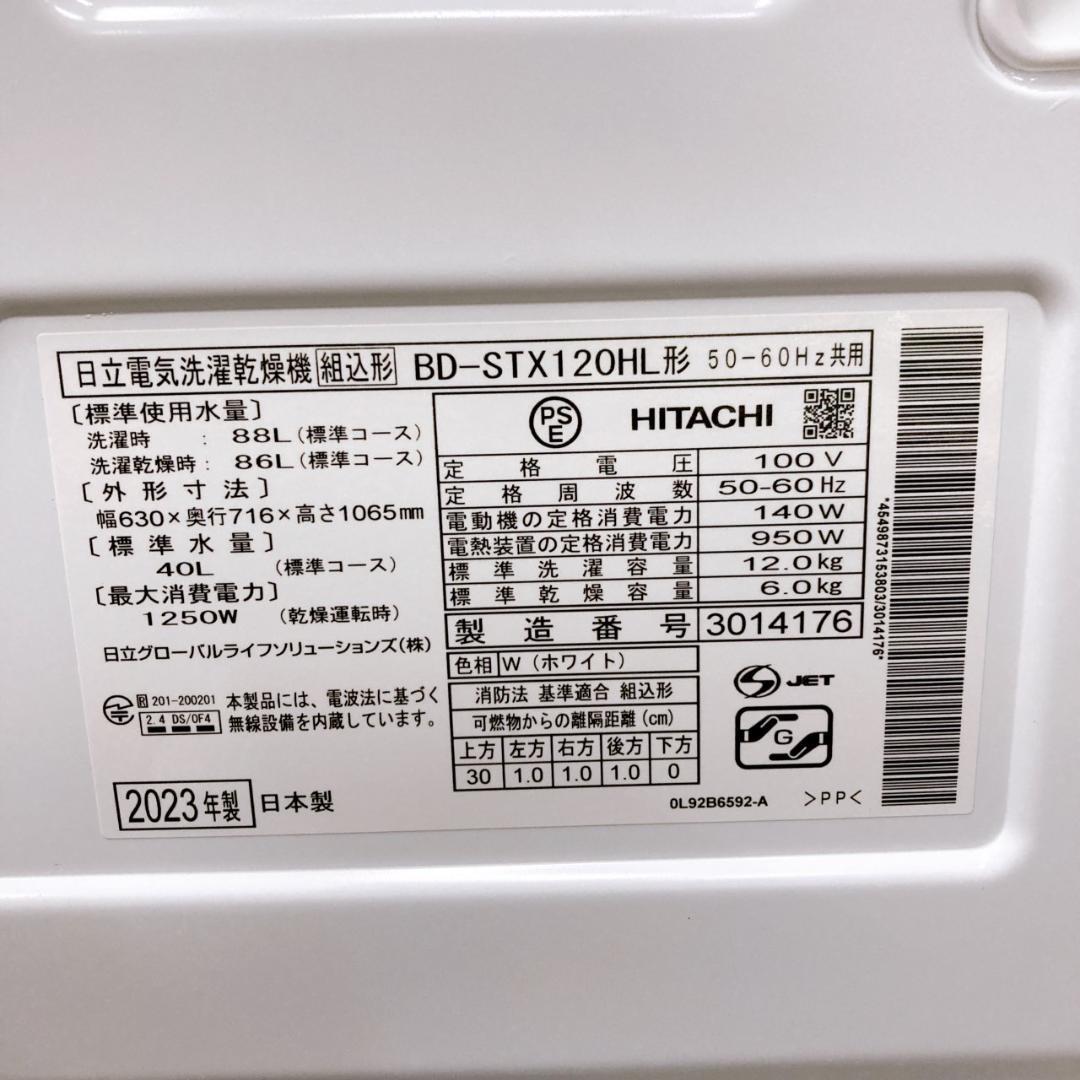 日立電気洗濯乾燥機 組込形 BD-STX120HL形 50-60Hz共用
〔標準使用水量〕
洗濯時 : 88L(標準コース)
洗濯乾燥時: 86L(標準コース)
〔外形寸法〕
幅630×奥行716×高さ1065mm
〔標準水量〕
40L (標準コース)
〔最大消費電力〕
1250W (乾燥運転時)
日立グローバルライフソリューションズ(株)
R 201-200201
2.4 DS/OF4
本製品には、電波法に基づく
無線設備を内蔵しています。
2023年製 日本製
PSE HITACHI
定格電圧 100V
定格周波数 50-60Hz
電動機の定格消費電力 140W
電熱装置の定格消費電力 950W
標準洗濯容量 12.0kg
標準乾燥容量 6.0kg
製造番号 3014176
色相 W(ホワイト)
消防法 基準適合 組込形
可燃物からの離隔距離(cm)
上方 左方 右方 後方 下方
30 1.0 1.0 1.0 0
S JET
G
0L92B6592-A >PP<
*4549873153803/3014176*